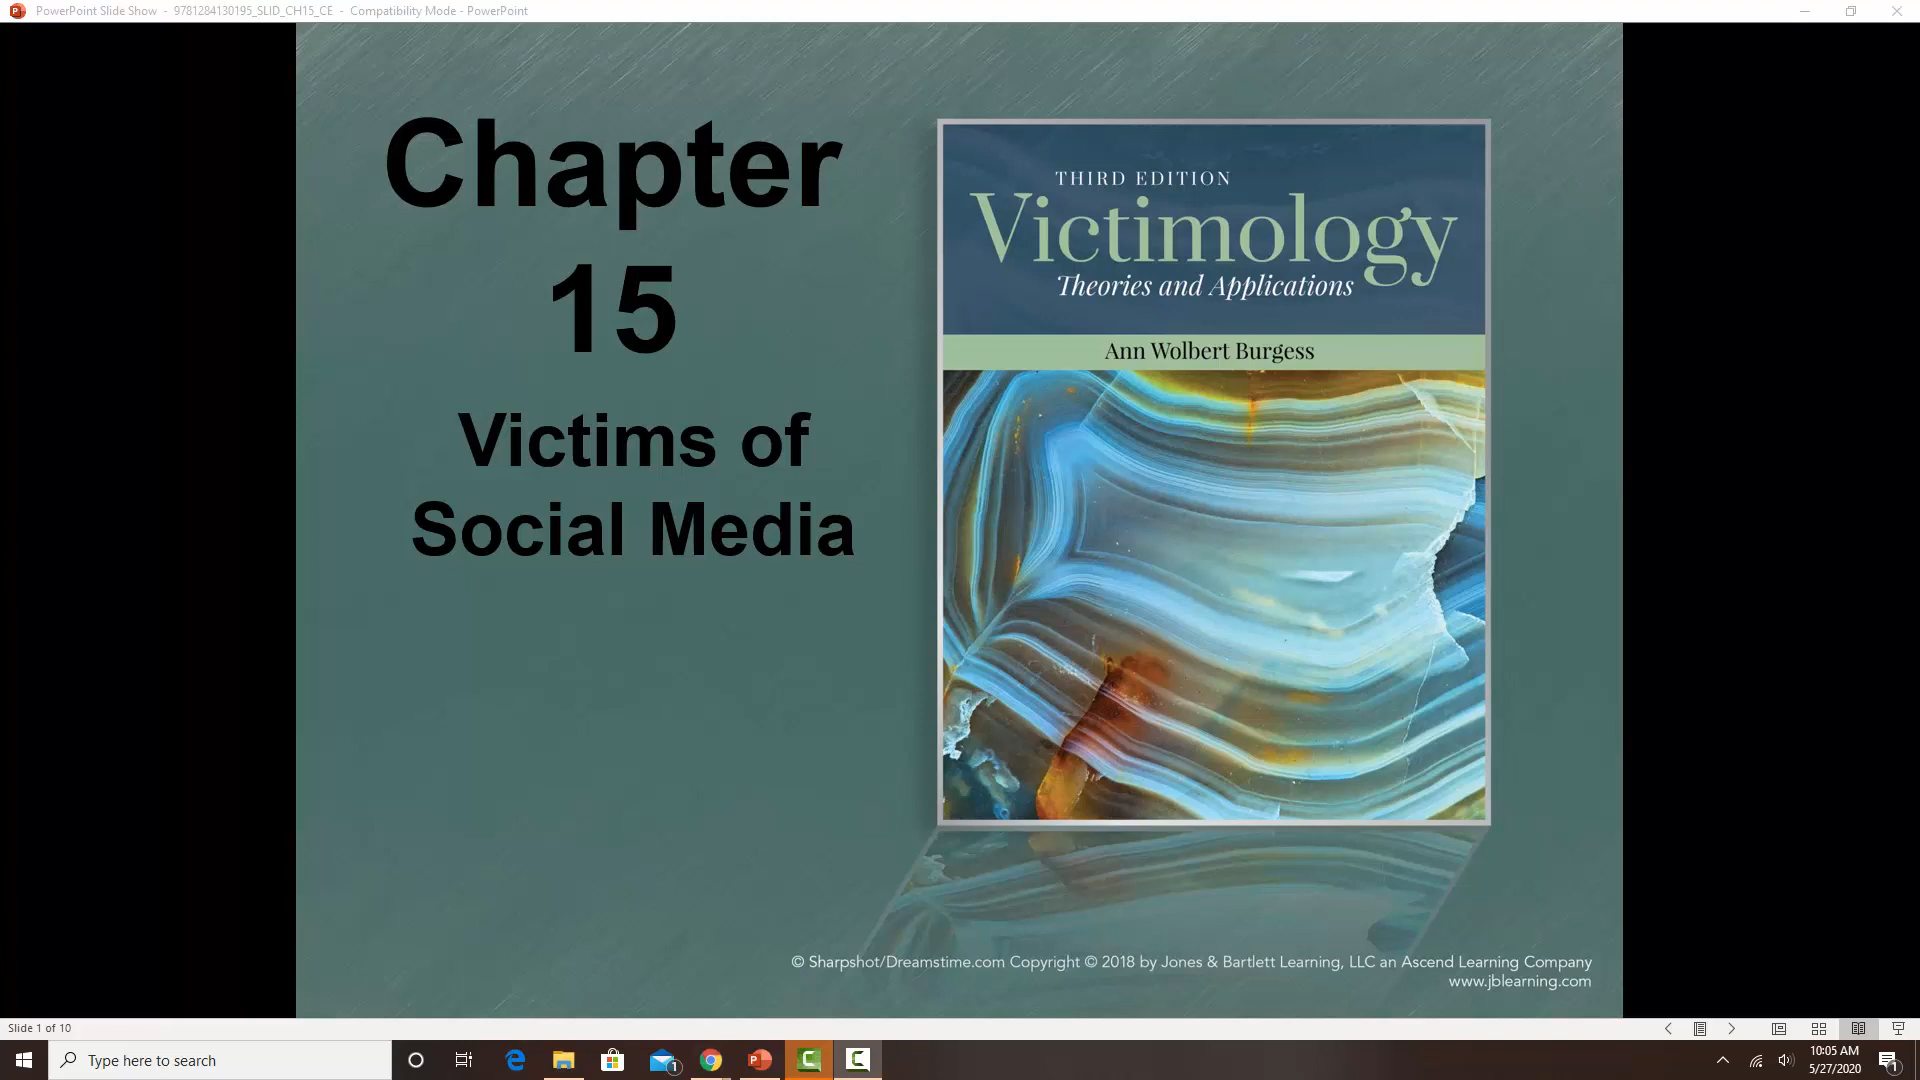 PowerPoint Slide Show - 9781284130195_SLID_CH15_CE - Compatibility Mode - PowerPoint
Chapter
15
Victims of
Social Media
THIRD EDITION
Victimology
Theories and Applications
Ann Wolbert Burgess
© Sharpshot/Dreamstime.com Copyright © 2018 by Jones & Bartlett Learning, LLC an Ascend Learning Company
www.jblearning.com
Slide 1 of 10
Type here to search
1
10:05 AM
5/27/2020
1